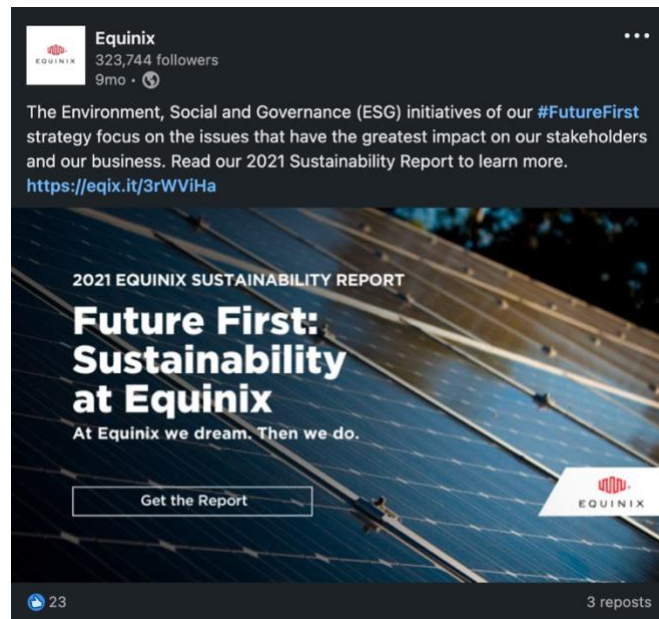 EQUINIX
Equinix
323,744 followers
9mo •
The Environment, Social and Governance (ESG) initiatives of our #FutureFirst
strategy focus on the issues that have the greatest impact on our stakeholders
and our business. Read our 2021 Sustainability Report to learn more.
https://eqix.it/3rWViHa
2021 EQUINIX SUSTAINABILITY REPORT
Future First:
Sustainability
at Equinix
At Equinix we dream. Then we do.
Get the Report
EQUINIX
23
3 reposts